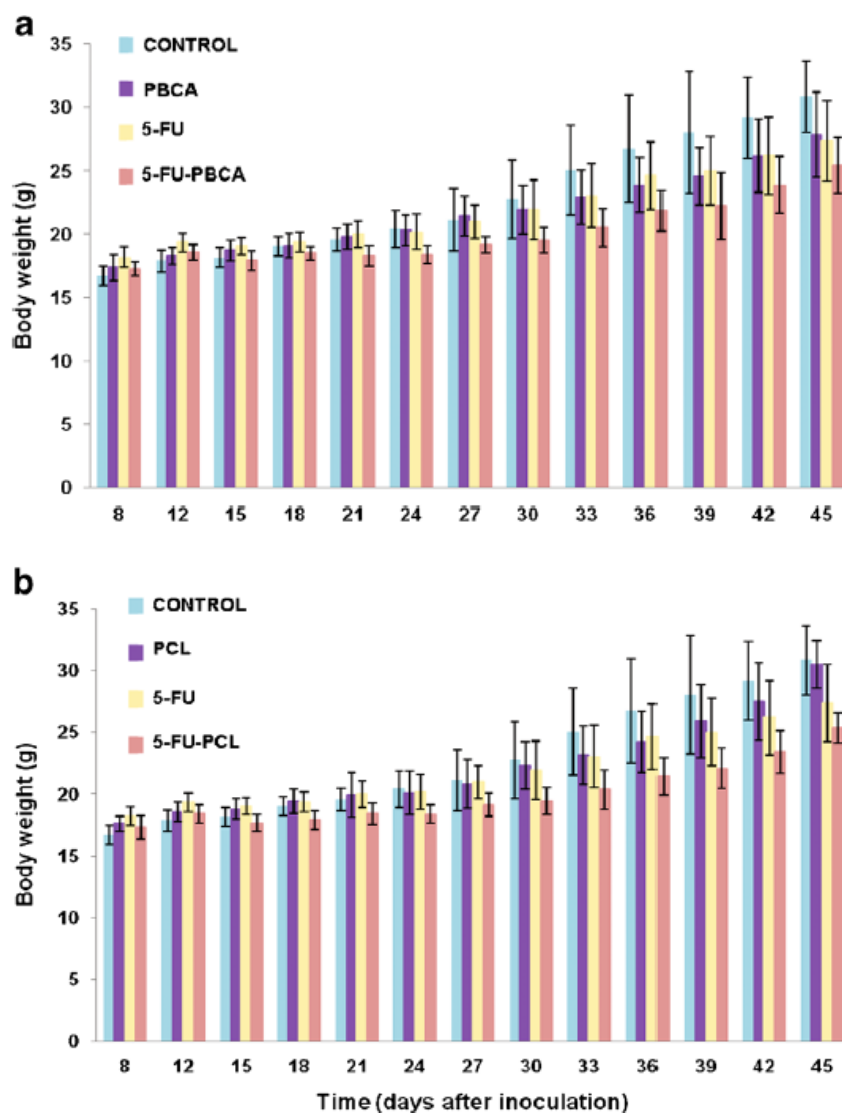 a
CONTROL
PBCA
5-FU
5-FU-PBCA
Body weight (g)
35
30
25
20
15
10
5
0
8 12 15 18 21 24 27 30 33 36 39 42 45
b
CONTROL
PCL
5-FU
5-FU-PCL
Body weight (g)
35
30
25
20
15
10
5
0
8 12 15 18 21 24 27 30 33 36 39 42 45
Time (days after inoculation)